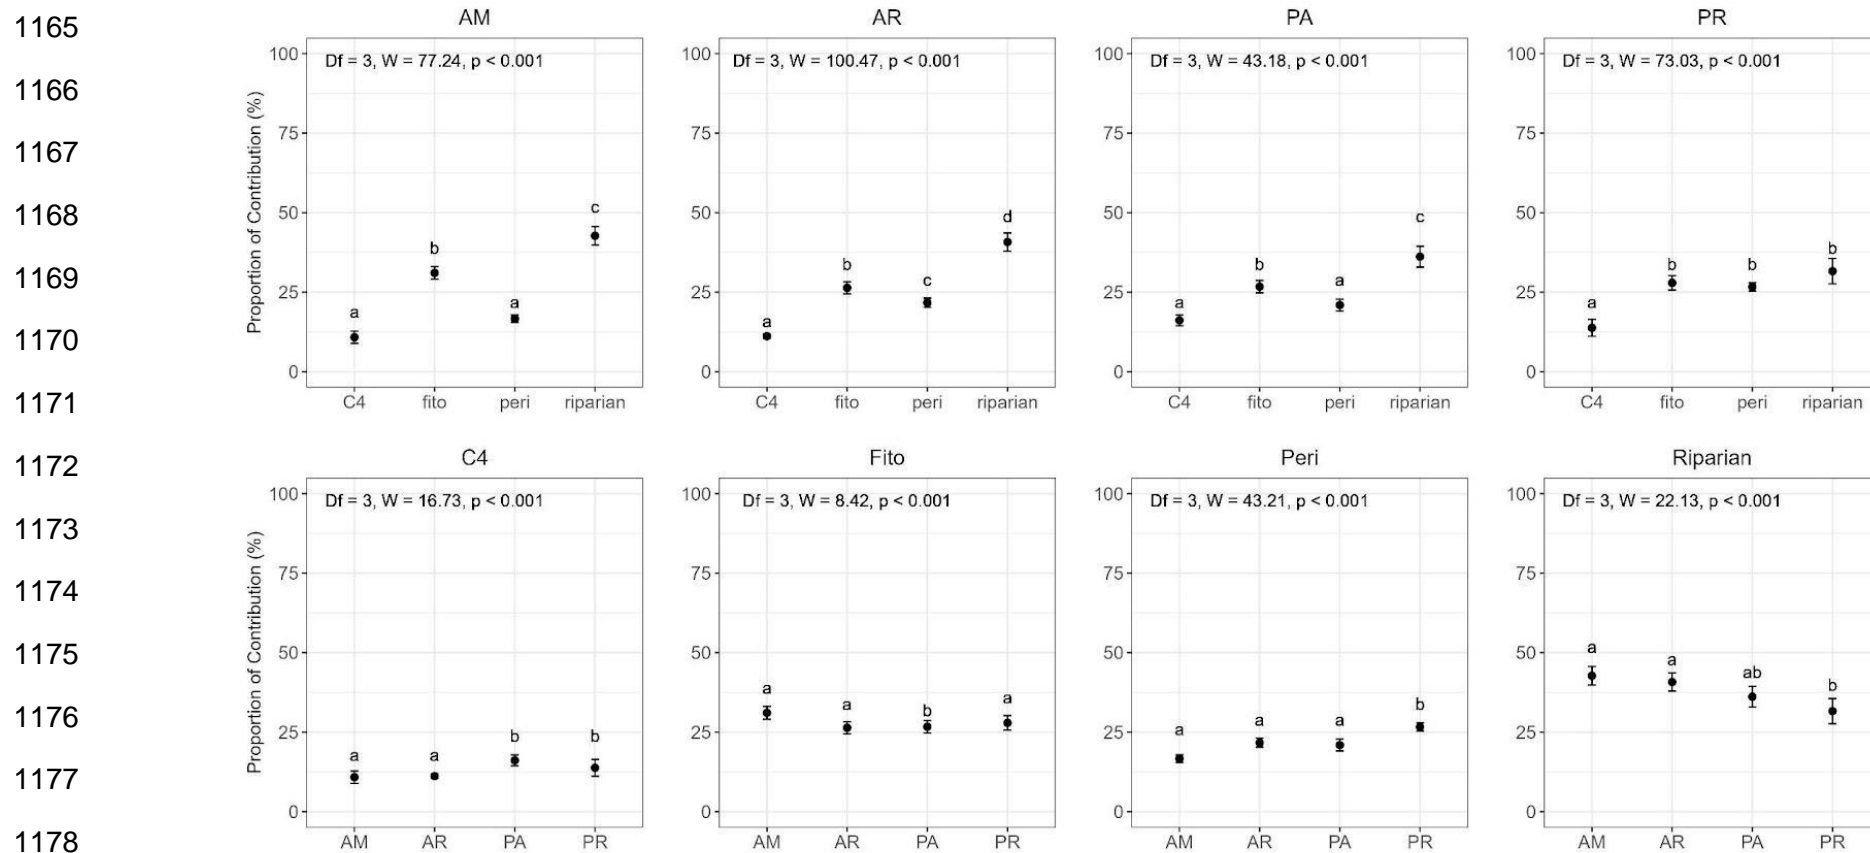 1165
1166
1167
1168
1169
1170
1171
1172
1173
1174
1175
1176
1177
1178
AM AR PA PR
Df = 3, W = 77.24, p < 0.001 Df = 3, W = 100.47, p < 0.001 Df = 3, W = 43.18, p < 0.001 Df = 3, W = 73.03, p < 0.001
Proportion of Contribution (%)
100 75 50 25 0
a b a c
C4 fito peri riparian
100 75 50 25 0
a b c d
C4 fito peri riparian
100 75 50 25 0
a b a c
C4 fito peri riparian
100 75 50 25 0
a b b b
C4 fito peri riparian
C4 Fito Peri Riparian
Df = 3, W = 16.73, p < 0.001 Df = 3, W = 8.42, p < 0.001 Df = 3, W = 43.21, p < 0.001 Df = 3, W = 22.13, p < 0.001
Proportion of Contribution (%)
100 75 50 25 0
a a b b
AM AR PA PR
100 75 50 25 0
a a b a
AM AR PA PR
100 75 50 25 0
a a a b
AM AR PA PR
100 75 50 25 0
a a ab b
AM AR PA PR